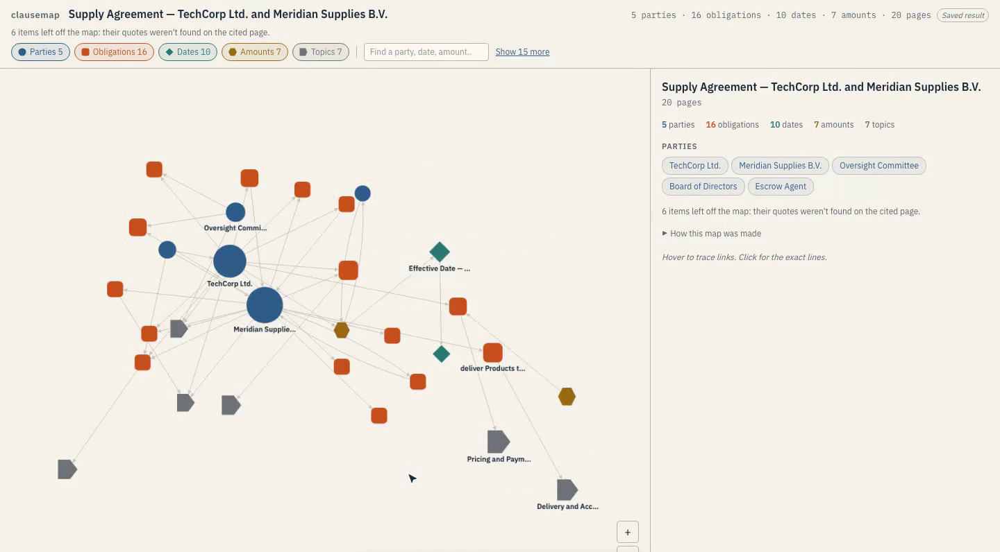 clausemap Supply Agreement — TechCorp Ltd. and Meridian Supplies B.V.
5 parties · 16 obligations · 10 dates · 7 amounts · 20 pages Saved result
6 items left off the map: their quotes weren't found on the cited page.
Parties 5 Obligations 16 Dates 10 Amounts 7 Topics 7 Find a party, date, amount.. Show 15 more
Oversight Commi...
TechCorp Ltd.
Effective Date — ...
Meridian Supplie...
deliver Products t...
Pricing and Paym...
Delivery and Acc...
+
Supply Agreement — TechCorp Ltd. and Meridian Supplies B.V.
20 pages
5 parties 16 obligations 10 dates 7 amounts 7 topics
PARTIES
TechCorp Ltd. Meridian Supplies B.V. Oversight Committee
Board of Directors Escrow Agent
6 items left off the map: their quotes weren't found on the cited page.
How this map was made
Hover to trace links. Click for the exact lines.